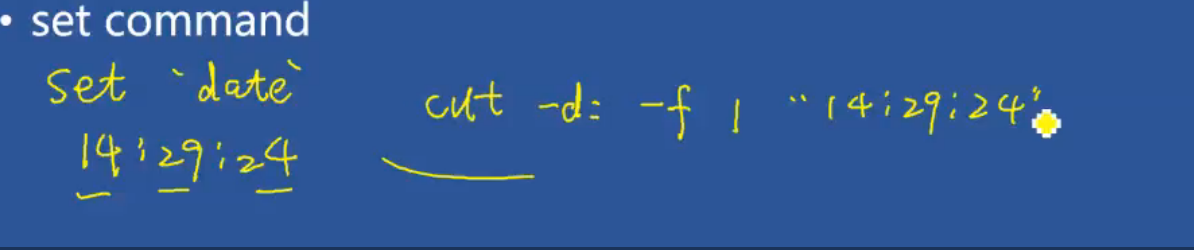 • set command
set `date`
cut -d: -f 1 "14:29:24"
14:29:24